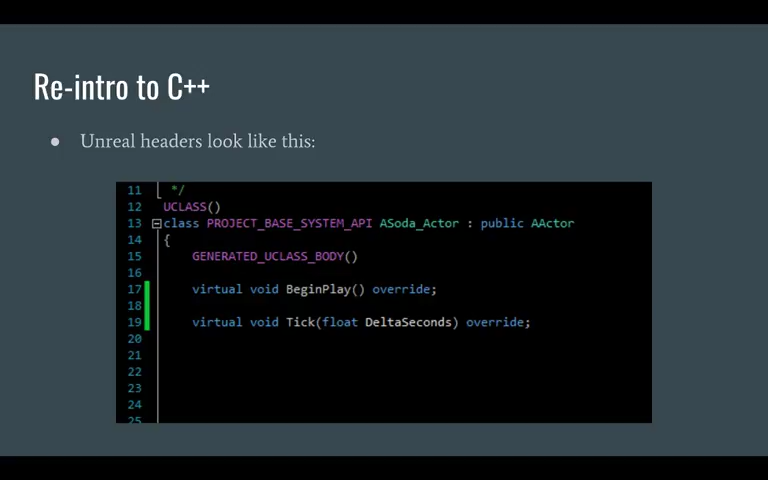 Re-intro to C++
● Unreal headers look like this:
11 */
12 UCLASS()
13 class PROJECT_BASE_SYSTEM_API ASoda_Actor : public AActor
14 {
15 GENERATED_UCLASS_BODY()
16
17 virtual void BeginPlay() override;
18
19 virtual void Tick(float DeltaSeconds) override;
20
21
22
23
24
25